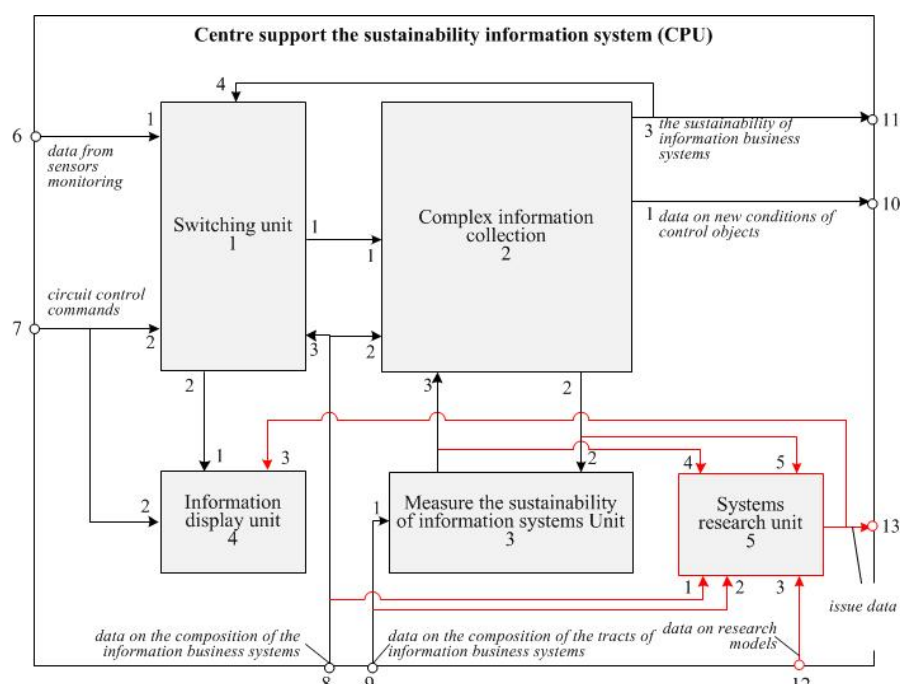 Centre support the sustainability information system (CPU)
4
6
1
data from
sensors
monitoring
3
the sustainability of
information business
systems
11
Switching unit
1
1
1
Complex information
collection
2
1
data on new conditions of
control objects
10
circuit control
commands
7
2
3
2
2
3
2
1
3
2
4
5
2
Information
display unit
4
1
Measure the sustainability
of information systems Unit
3
Systems
research unit
5
13
1
2
3
issue data
data on the composition of the
information business systems
data on the composition of the tracts of
information business systems
data on research
models
8
9
12